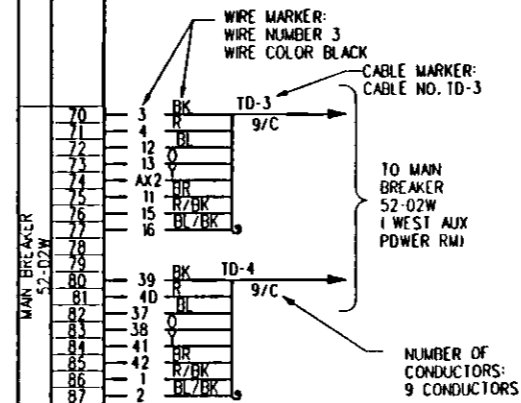 WIRE MARKER:
WIRE NUMBER 3
WIRE COLOR BLACK
CABLE MARKER:
CABLE NO. TD-3
MAIN BREAKER
52-02W
70 3 BK TD-3
71 4 R 9/C
72 12 BL
73 13 O
74 AX2 Y
75 11 BR
76 15 R/BK
77 16 BL/BK
78
79
80 39 BK TD-4
81 4D R 9/C
82 37 BL
83 38 O
84 41 Y
85 42 BR
86 1 R/BK
87 2 BL/BK
TO MAIN
BREAKER
52-02W
( WEST AUX
POWER RM)
NUMBER OF
CONDUCTORS:
9 CONDUCTORS